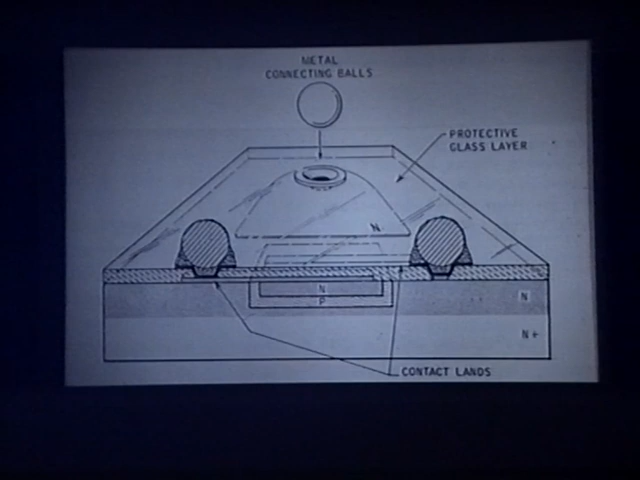 METAL
CONNECTING BALLS
PROTECTIVE
GLASS LAYER
N
N
P
N
N+
CONTACT LANDS